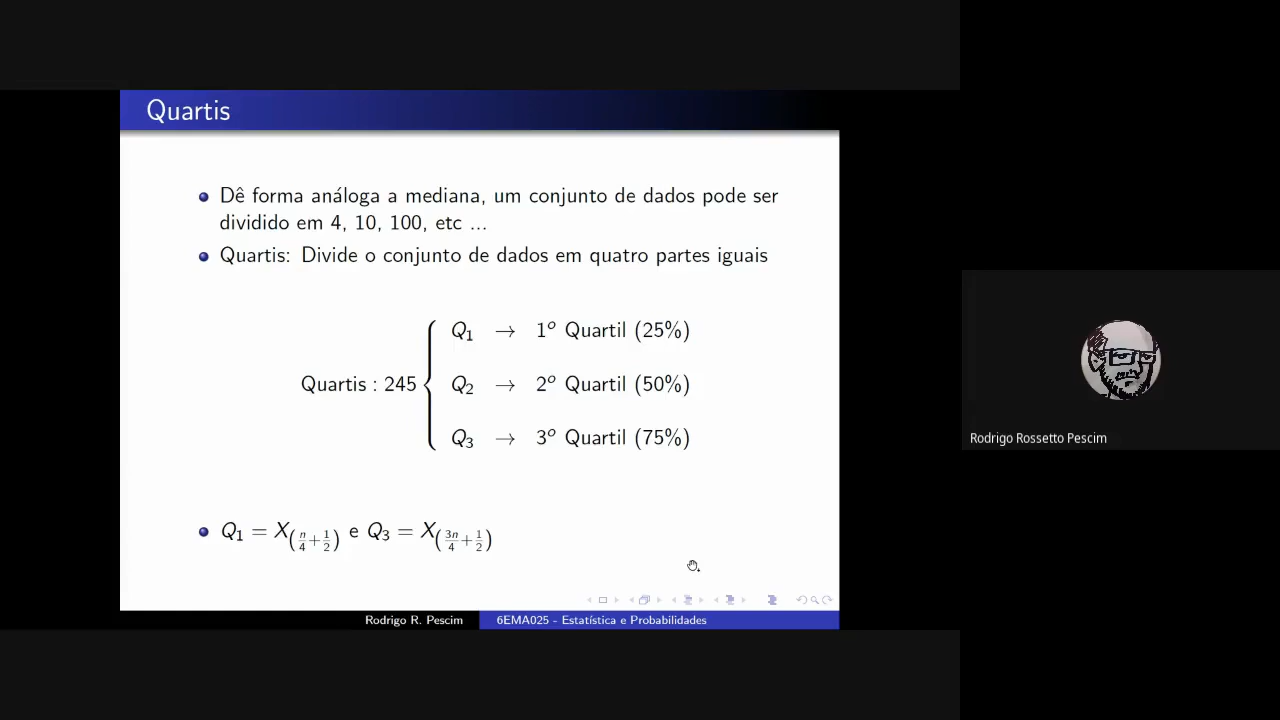 Quartis
Dê forma análoga a mediana, um conjunto de dados pode ser
dividido em 4, 10, 100, etc ...
Quartis: Divide o conjunto de dados em quatro partes iguais
Q1 → 1º Quartil (25%)
Quartis : 245 { Q2 → 2º Quartil (50%)
Q3 → 3º Quartil (75%)
Q1 = X(n/4 + 1/2) e Q3 = X(3n/4 + 1/2)
Rodrigo R. Pescim 6EMA025 - Estatística e Probabilidades
Rodrigo Rossetto Pescim